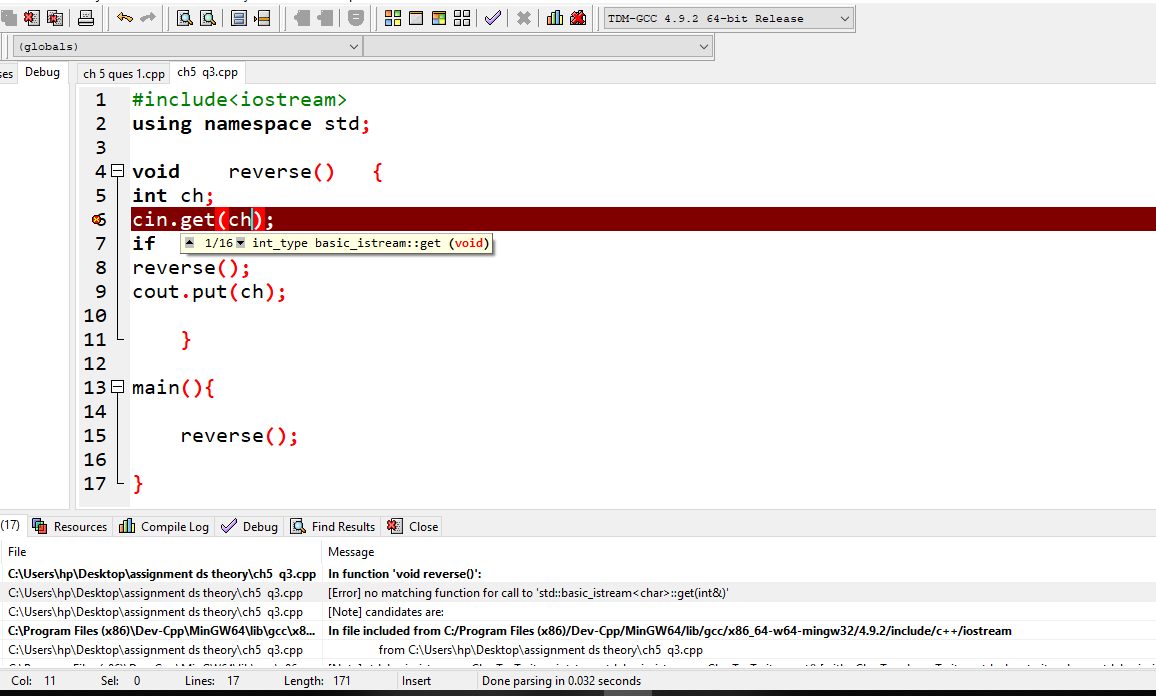 TDM-GCC 4.9.2 64-bit Release
(globals)
ses Debug ch 5 ques 1.cpp ch5 q3.cpp
1 #include<iostream>
2 using namespace std;
3
4 void reverse() {
5 int ch;
6 cin.get(ch);
7 if
1/16 int_type basic_istream::get (void)
8 reverse();
9 cout.put(ch);
10
11 }
12
13 main(){
14
15 reverse();
16
17 }
(17) Resources Compile Log Debug Find Results Close
File Message
C:\Users\hp\Desktop\assignment ds theory\ch5 q3.cpp In function 'void reverse()':
C:\Users\hp\Desktop\assignment ds theory\ch5 q3.cpp [Error] no matching function for call to 'std::basic_istream<char>::get(int&)'
C:\Users\hp\Desktop\assignment ds theory\ch5 q3.cpp [Note] candidates are:
C:\Program Files (x86)\Dev-Cpp\MinGW64\lib\gcc\x8... In file included from C:/Program Files (x86)/Dev-Cpp/MinGW64/lib/gcc/x86_64-w64-mingw32/4.9.2/include/c++/iostream
C:\Users\hp\Desktop\assignment ds theory\ch5 q3.cpp from C:\Users\hp\Desktop\assignment ds theory\ch5 q3.cpp
Col: 11 Sel: 0 Lines: 17 Length: 171 Insert Done parsing in 0.032 seconds